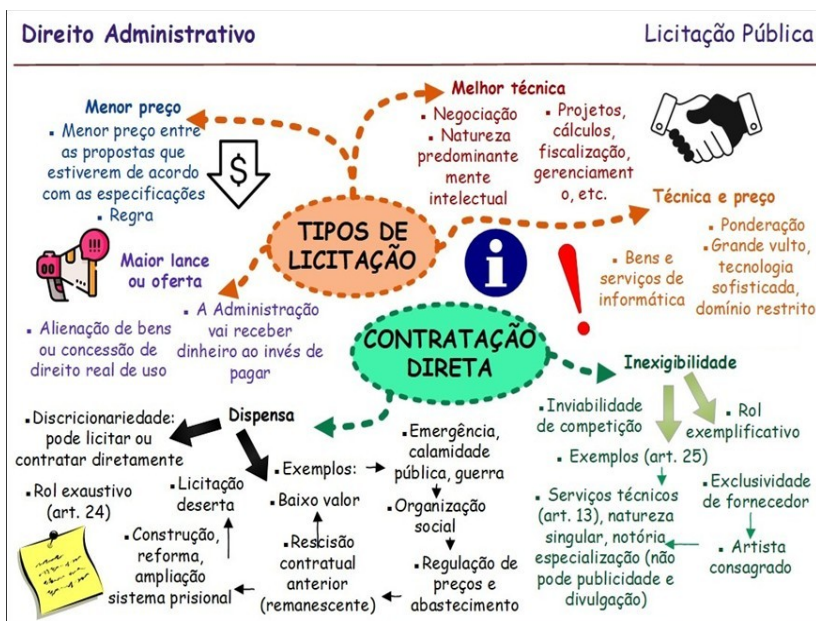 Direito Administrativo
Licitação Pública
Menor preço
▪ Menor preço entre
as propostas que
estiverem de acordo
com as especificações
▪ Regra
$
Melhor técnica
▪ Negociação
▪ Natureza
predominante
mente
intelectual
▪ Projetos,
cálculos,
fiscalização,
gerenciament
o, etc.
Técnica e preço
▪ Ponderação
▪ Grande vulto,
tecnologia
sofisticada,
domínio restrito
▪ Bens e
serviços de
informática
TIPOS DE
LICITAÇÃO
i
!
!!!
Maior lance
ou oferta
▪ Alienação de bens
ou concessão de
direito real de uso
▪ A Administração
vai receber
dinheiro ao invés de
pagar
CONTRATAÇÃO
DIRETA
Dispensa
▪ Discricionariedade:
pode licitar ou
contratar diretamente
▪ Rol exaustivo
(art. 24)
▪ Exemplos:
▪ Emergência,
calamidade
pública, guerra
▪ Organização
social
▪ Regulação de
preços e
abastecimento
▪ Rescisão
contratual
anterior
(remanescente)
▪ Baixo valor
▪ Construção,
reforma,
ampliação
sistema prisional
▪ Licitação
deserta
Inexigibilidade
▪ Inviabilidade
de competição
▪ Rol
exemplificativo
▪ Exemplos (art. 25)
▪ Exclusividade
de fornecedor
▪ Artista
consagrado
▪ Serviços técnicos
(art. 13), natureza
singular, notória
especialização (não
pode publicidade e
divulgação)